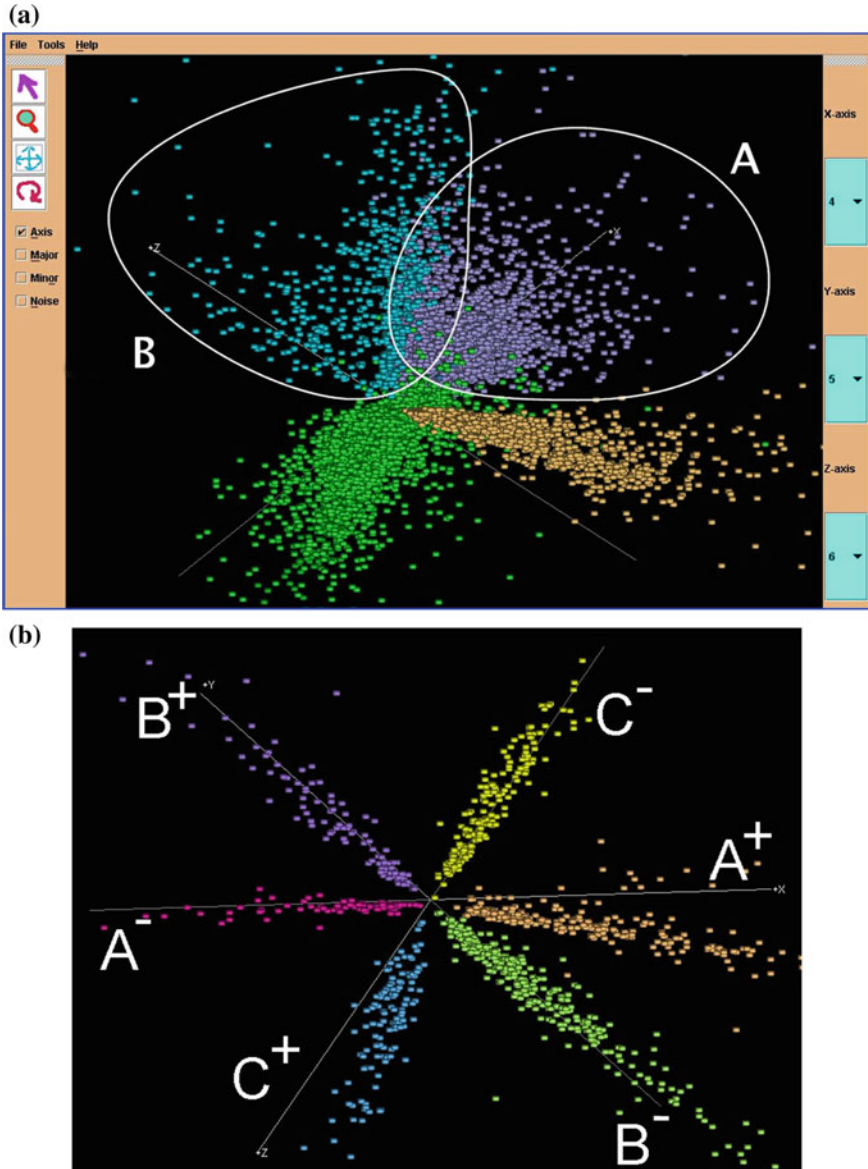 (a)
File Tools Help
X-axis
A
4
Axis
Major
Minor
Noise
Z
Y
Y-axis
B
5
Z-axis
6
(b)
B+
Y
C-
A+
X
A-
C+
B-
Z